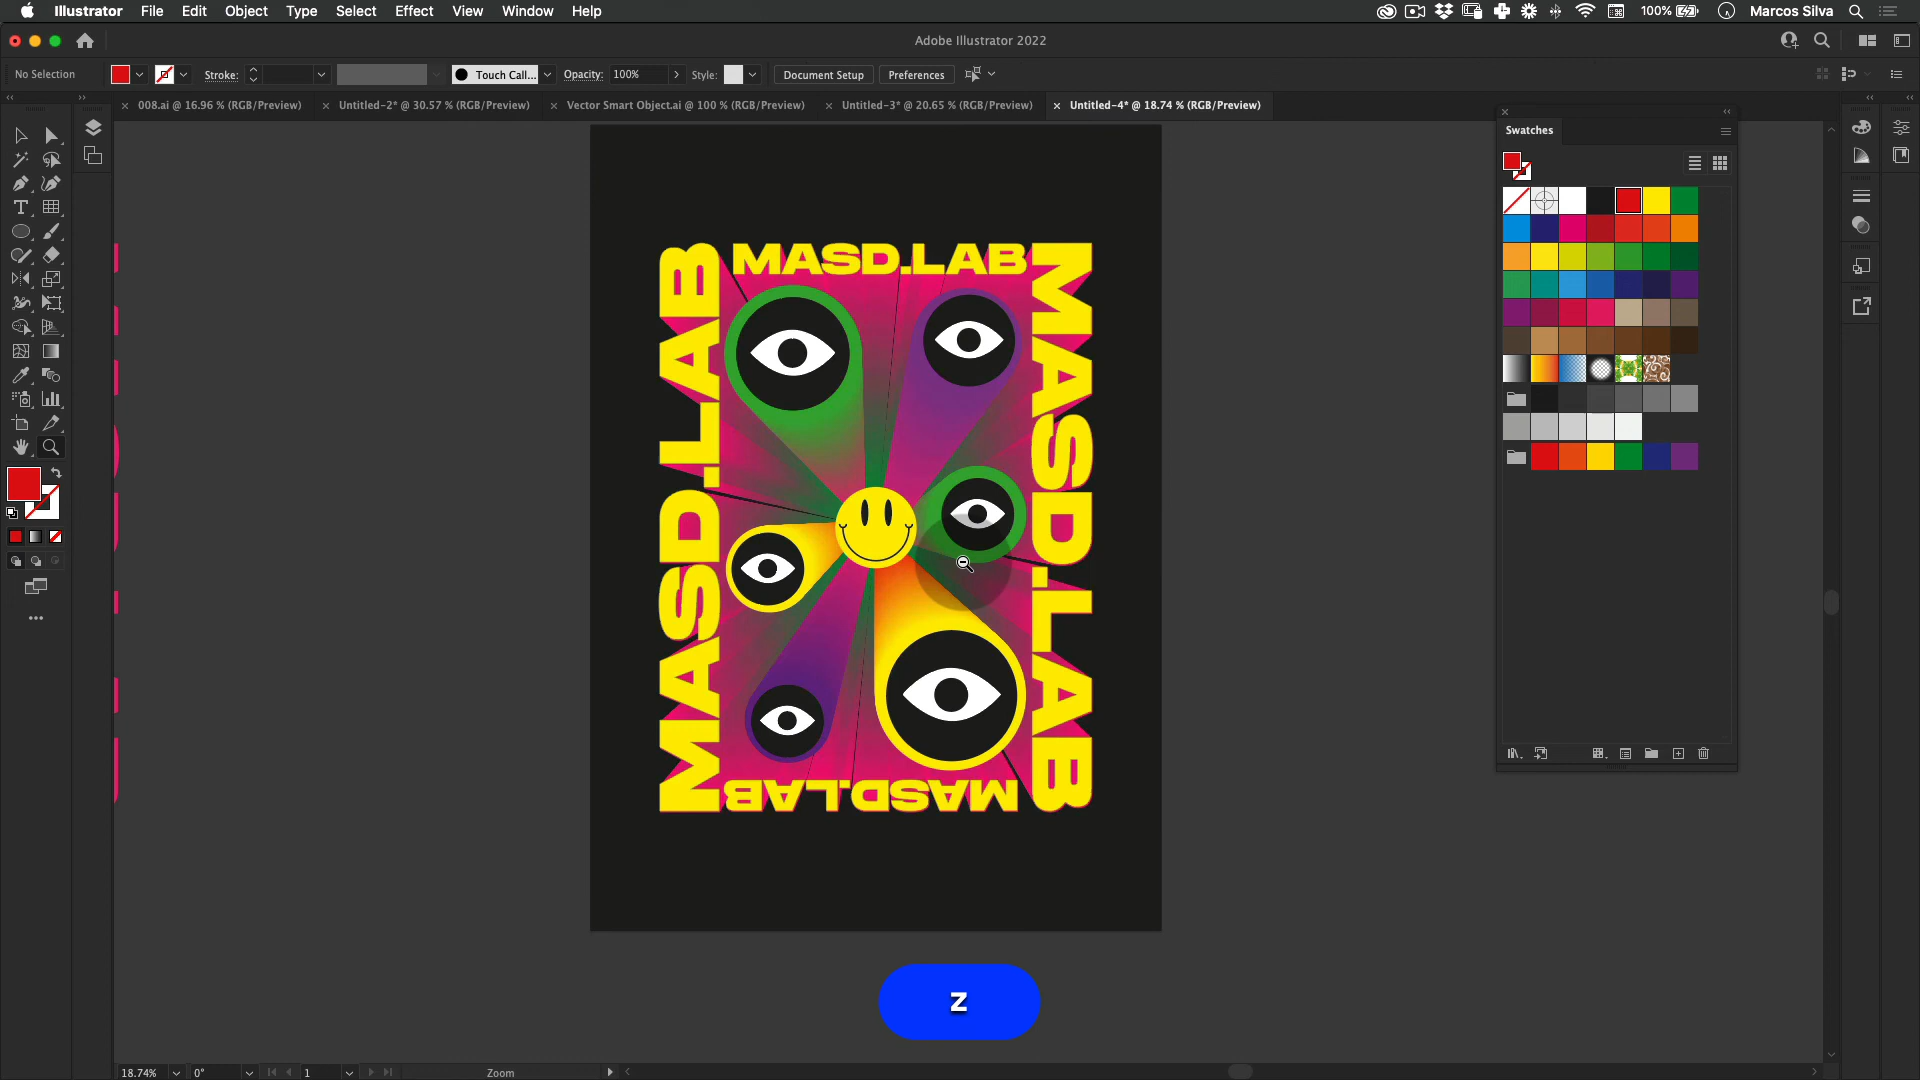 Illustrator File Edit Object Type Select Effect View Window Help 100% Marcos Silva
Adobe Illustrator 2022
No Selection Stroke: Touch Call... Opacity: 100% Style: Document Setup Preferences
008.ai @ 16.96 % (RGB/Preview) Untitled-2* @ 30.57 % (RGB/Preview) Vector Smart Object.ai @ 100 % (RGB/Preview) Untitled-3* @ 20.65 % (RGB/Preview) Untitled-4* @ 18.74 % (RGB/Preview)
Swatches
MASD.LAB
MASD.LAB
MASD.LAB
MASD.LAB
z
18.74% 0° 1 Zoom